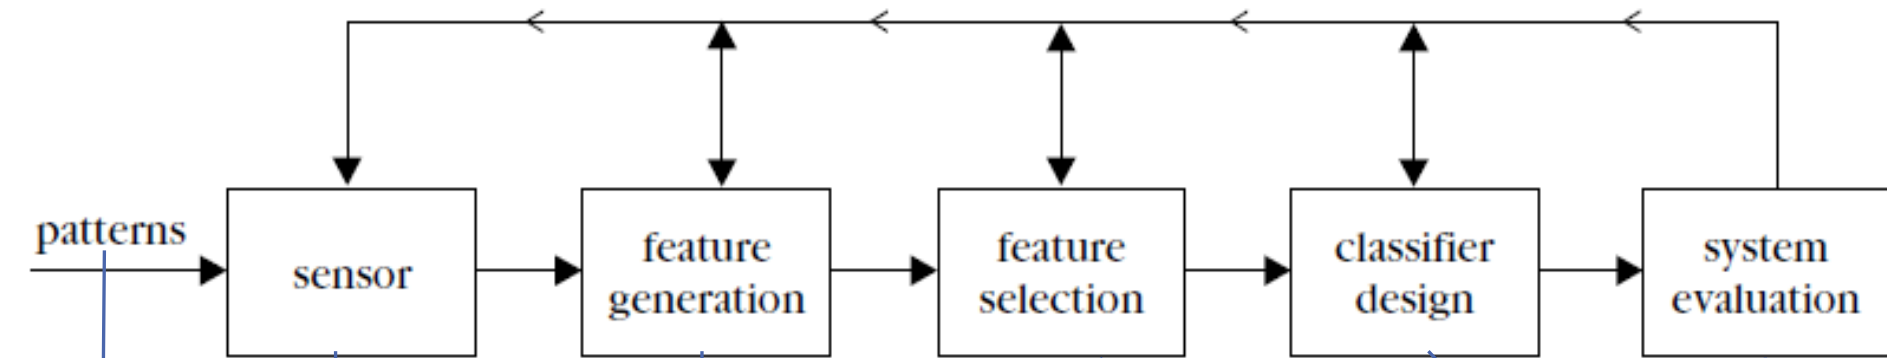 patterns
sensor
feature
generation
feature
selection
classifier
design
system
evaluation